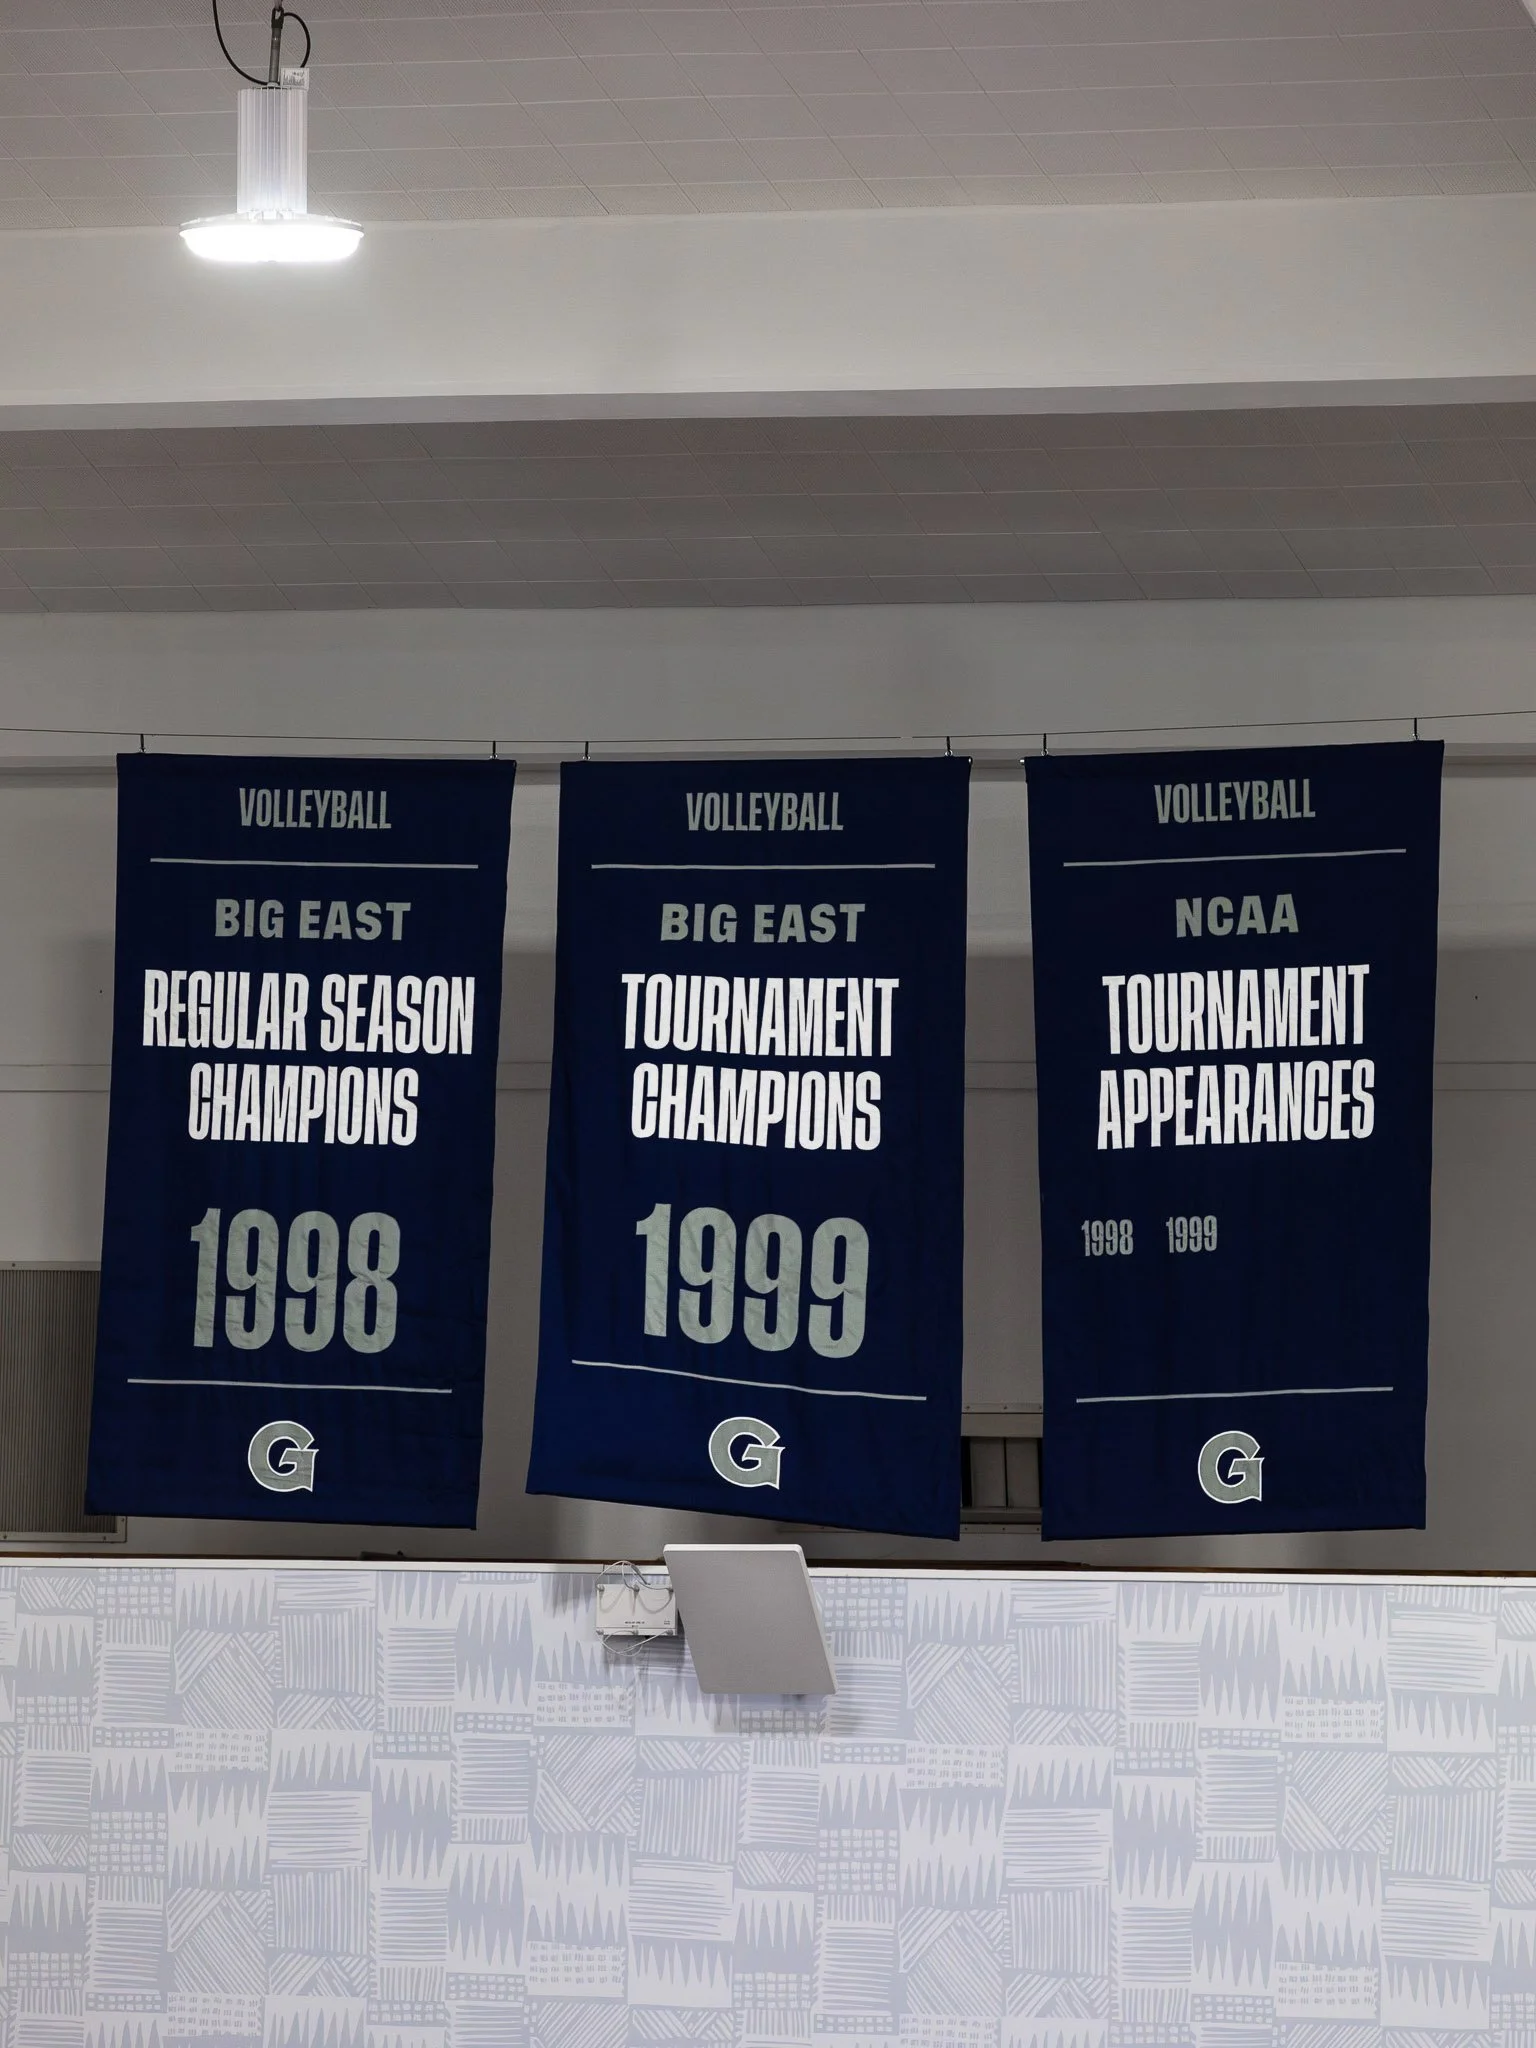 VOLLEYBALL
BIG EAST
REGULAR SEASON
CHAMPIONS
1998
G
VOLLEYBALL
BIG EAST
TOURNAMENT
CHAMPIONS
1999
G
VOLLEYBALL
NCAA
TOURNAMENT
APPEARANCES
1998 1999
G